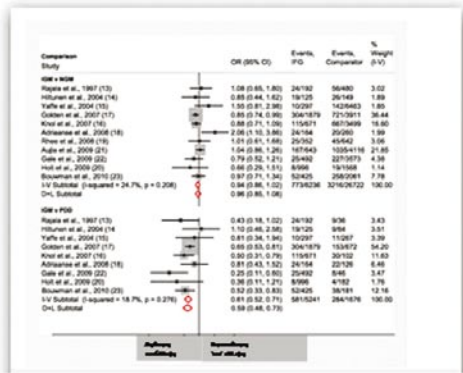 Comparison
Study
OR (95% CI)
Events, IFG
Events, Comparator
% Weight (I-V)
IGM v NGM
Rajala et al., 1997 (13) 1.08 (0.65, 1.80) 24/192 56/480 3.02
Hiltunen et al., 2004 (14) 0.85 (0.44, 1.62) 19/125 26/149 1.89
Yaffe et al., 2004 (15) 1.55 (0.81, 2.98) 10/297 142/6463 1.85
Golden et al., 2007 (17) 0.85 (0.74, 0.99) 304/1879 721/3911 36.44
Knol et al., 2007 (16) 0.88 (0.71, 1.09) 115/671 667/3499 16.60
Adriaanse et al., 2008 (18) 2.06 (1.10, 3.86) 24/164 20/260 1.99
Rhee et al., 2008 (19) 1.01 (0.61, 1.68) 25/352 45/642 3.06
Aujla et al., 2009 (21) 1.04 (0.86, 1.26) 167/643 1035/4116 21.85
Gale et al., 2009 (22) 0.79 (0.52, 1.21) 25/492 227/3573 4.38
Holt et al., 2009 (20) 0.66 (0.29, 1.51) 8/996 19/1568 1.14
Bouwman et al., 2010 (23) 0.97 (0.71, 1.34) 52/425 258/2061 7.78
I-V Subtotal (I-squared = 24.7%, p = 0.208) 0.94 (0.86, 1.02) 773/6236 3216/26722 100.00
D+L Subtotal 0.96 (0.85, 1.08)
IGM v PDD
Rajala et al., 1997 (13) 0.43 (0.18, 1.02) 24/192 9/36 3.43
Hiltunen et al., 2004 (14) 1.10 (0.46, 2.58) 19/125 9/64 3.51
Yaffe et al., 2004 (15) 0.81 (0.34, 1.94) 10/297 11/267 3.39
Golden et al., 2007 (17) 0.65 (0.53, 0.81) 304/1879 153/672 54.20
Knol et al., 2007 (16) 0.50 (0.31, 0.79) 115/671 30/102 11.63
Adriaanse et al., 2008 (18) 0.81 (0.43, 1.52) 24/164 22/126 6.46
Gale et al., 2009 (22) 0.25 (0.11, 0.60) 25/492 8/46 3.47
Holt et al., 2009 (20) 0.36 (0.11, 1.21) 8/996 4/182 1.76
Bouwman et al., 2010 (23) 0.52 (0.33, 0.83) 52/425 38/181 12.16
I-V Subtotal (I-squared = 18.7%, p = 0.276) 0.61 (0.52, 0.71) 581/5241 284/1676 100.00
D+L Subtotal 0.59 (0.48, 0.73)